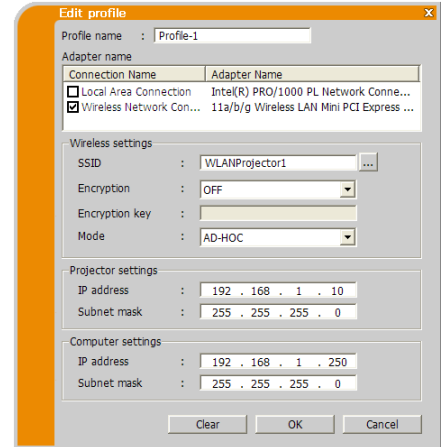 Edit profile x
Profile name : Profile-1
Adapter name
Connection Name Adapter Name
Local Area Connection Intel(R) PRO/1000 PL Network Conne...
Wireless Network Con... 11a/b/g Wireless LAN Mini PCI Express ...
Wireless settings
SSID : WLANProjector1 ...
Encryption : OFF
Encryption key :
Mode : AD-HOC
Projector settings
IP address : 192 . 168 . 1 . 10
Subnet mask : 255 . 255 . 255 . 0
Computer settings
IP address : 192 . 168 . 1 . 250
Subnet mask : 255 . 255 . 255 . 0
Clear OK Cancel